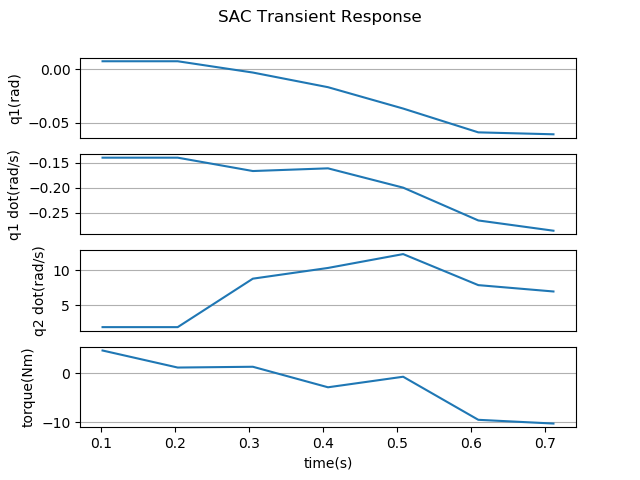 SAC Transient Response
q1(rad)
0.00
−0.05
q1 dot(rad/s)
−0.15
−0.20
−0.25
q2 dot(rad/s)
10
5
torque(Nm)
0
−10
0.1 0.2 0.3 0.4 0.5 0.6 0.7
time(s)